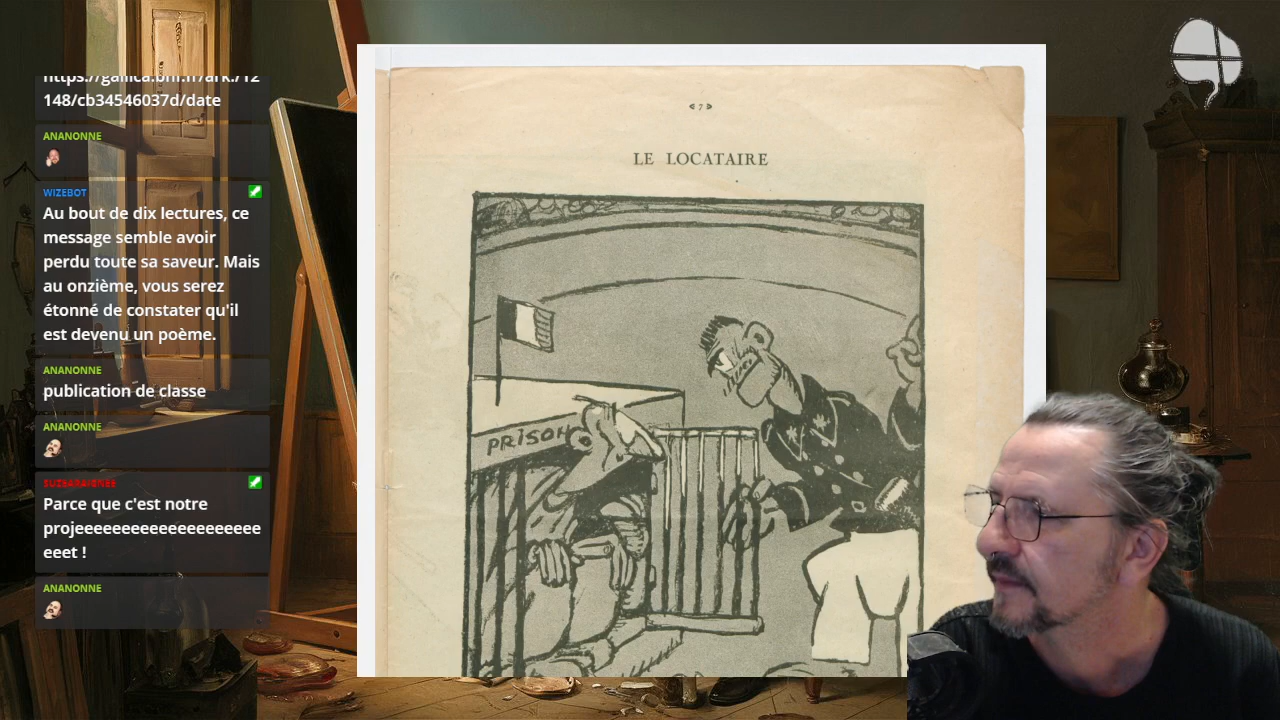 148/cb34546037d/date
ANANONNE
WIZEBOT
Au bout de dix lectures, ce
message semble avoir
perdu toute sa saveur. Mais
au onzième, vous serez
étonné de constater qu'il
est devenu un poème.
ANANONNE
publication de classe
ANANONNE
SUZEARAIGNEE
Parce que c'est notre
projeeeeeeeeeeeeeeeeeee
eeet !
ANANONNE
7
LE LOCATAIRE
PRISON